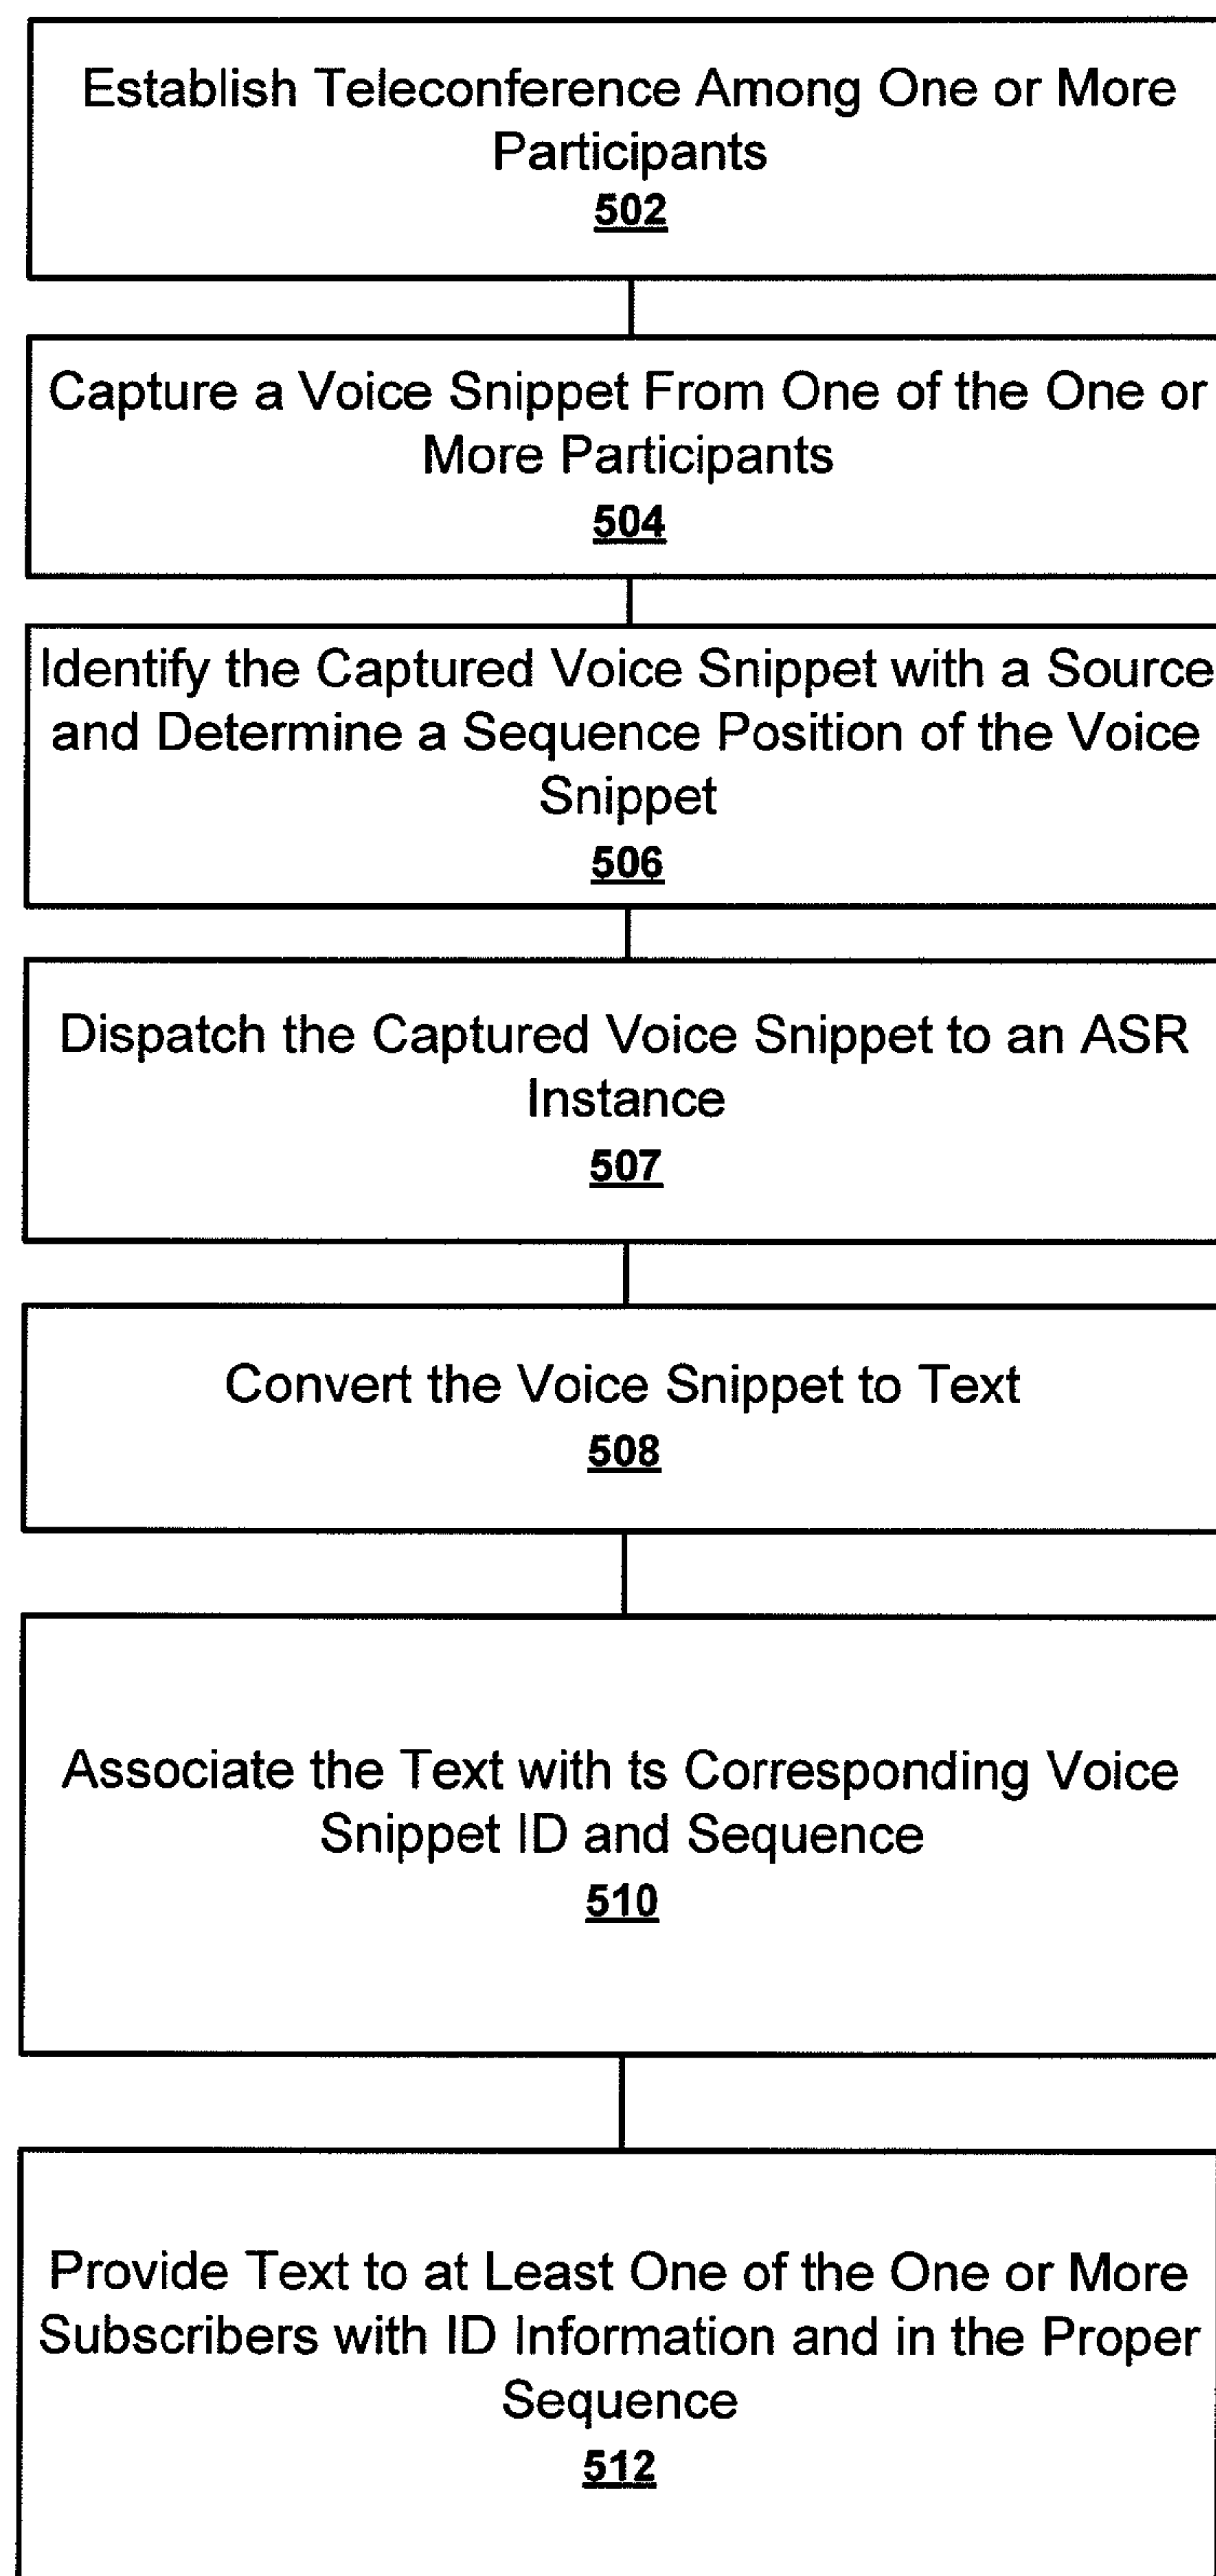 Establish Teleconference Among One or More
Participants
502
Capture a Voice Snippet From One of the One or
More Participants
504
Identify the Captured Voice Snippet with a Source
and Determine a Sequence Position of the Voice
Snippet
506
Dispatch the Captured Voice Snippet to an ASR
Instance
507
Convert the Voice Snippet to Text
508
Associate the Text with ts Corresponding Voice
Snippet ID and Sequence
510
Provide Text to at Least One of the One or More
Subscribers with ID Information and in the Proper
Sequence
512